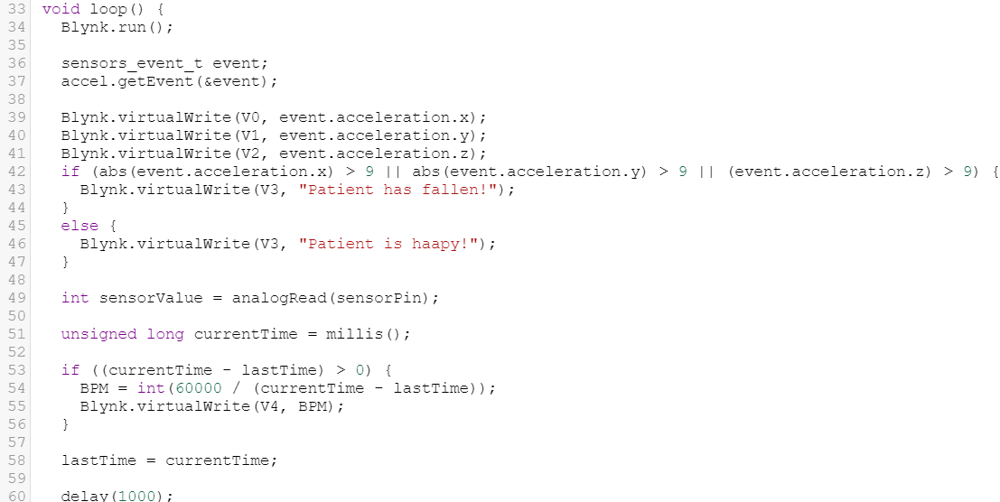 33 void loop() {
34   Blynk.run();
35
36   sensors_event_t event;
37   accel.getEvent(&event);
38
39   Blynk.virtualWrite(V0, event.acceleration.x);
40   Blynk.virtualWrite(V1, event.acceleration.y);
41   Blynk.virtualWrite(V2, event.acceleration.z);
42   if (abs(event.acceleration.x) > 9 || abs(event.acceleration.y) > 9 || (event.acceleration.z) > 9) {
43     Blynk.virtualWrite(V3, "Patient has fallen!");
44   }
45   else {
46     Blynk.virtualWrite(V3, "Patient is haapy!");
47   }
48
49   int sensorValue = analogRead(sensorPin);
50
51   unsigned long currentTime = millis();
52
53   if ((currentTime - lastTime) > 0) {
54     BPM = int(60000 / (currentTime - lastTime));
55     Blynk.virtualWrite(V4, BPM);
56   }
57
58   lastTime = currentTime;
59
60   delay(1000);